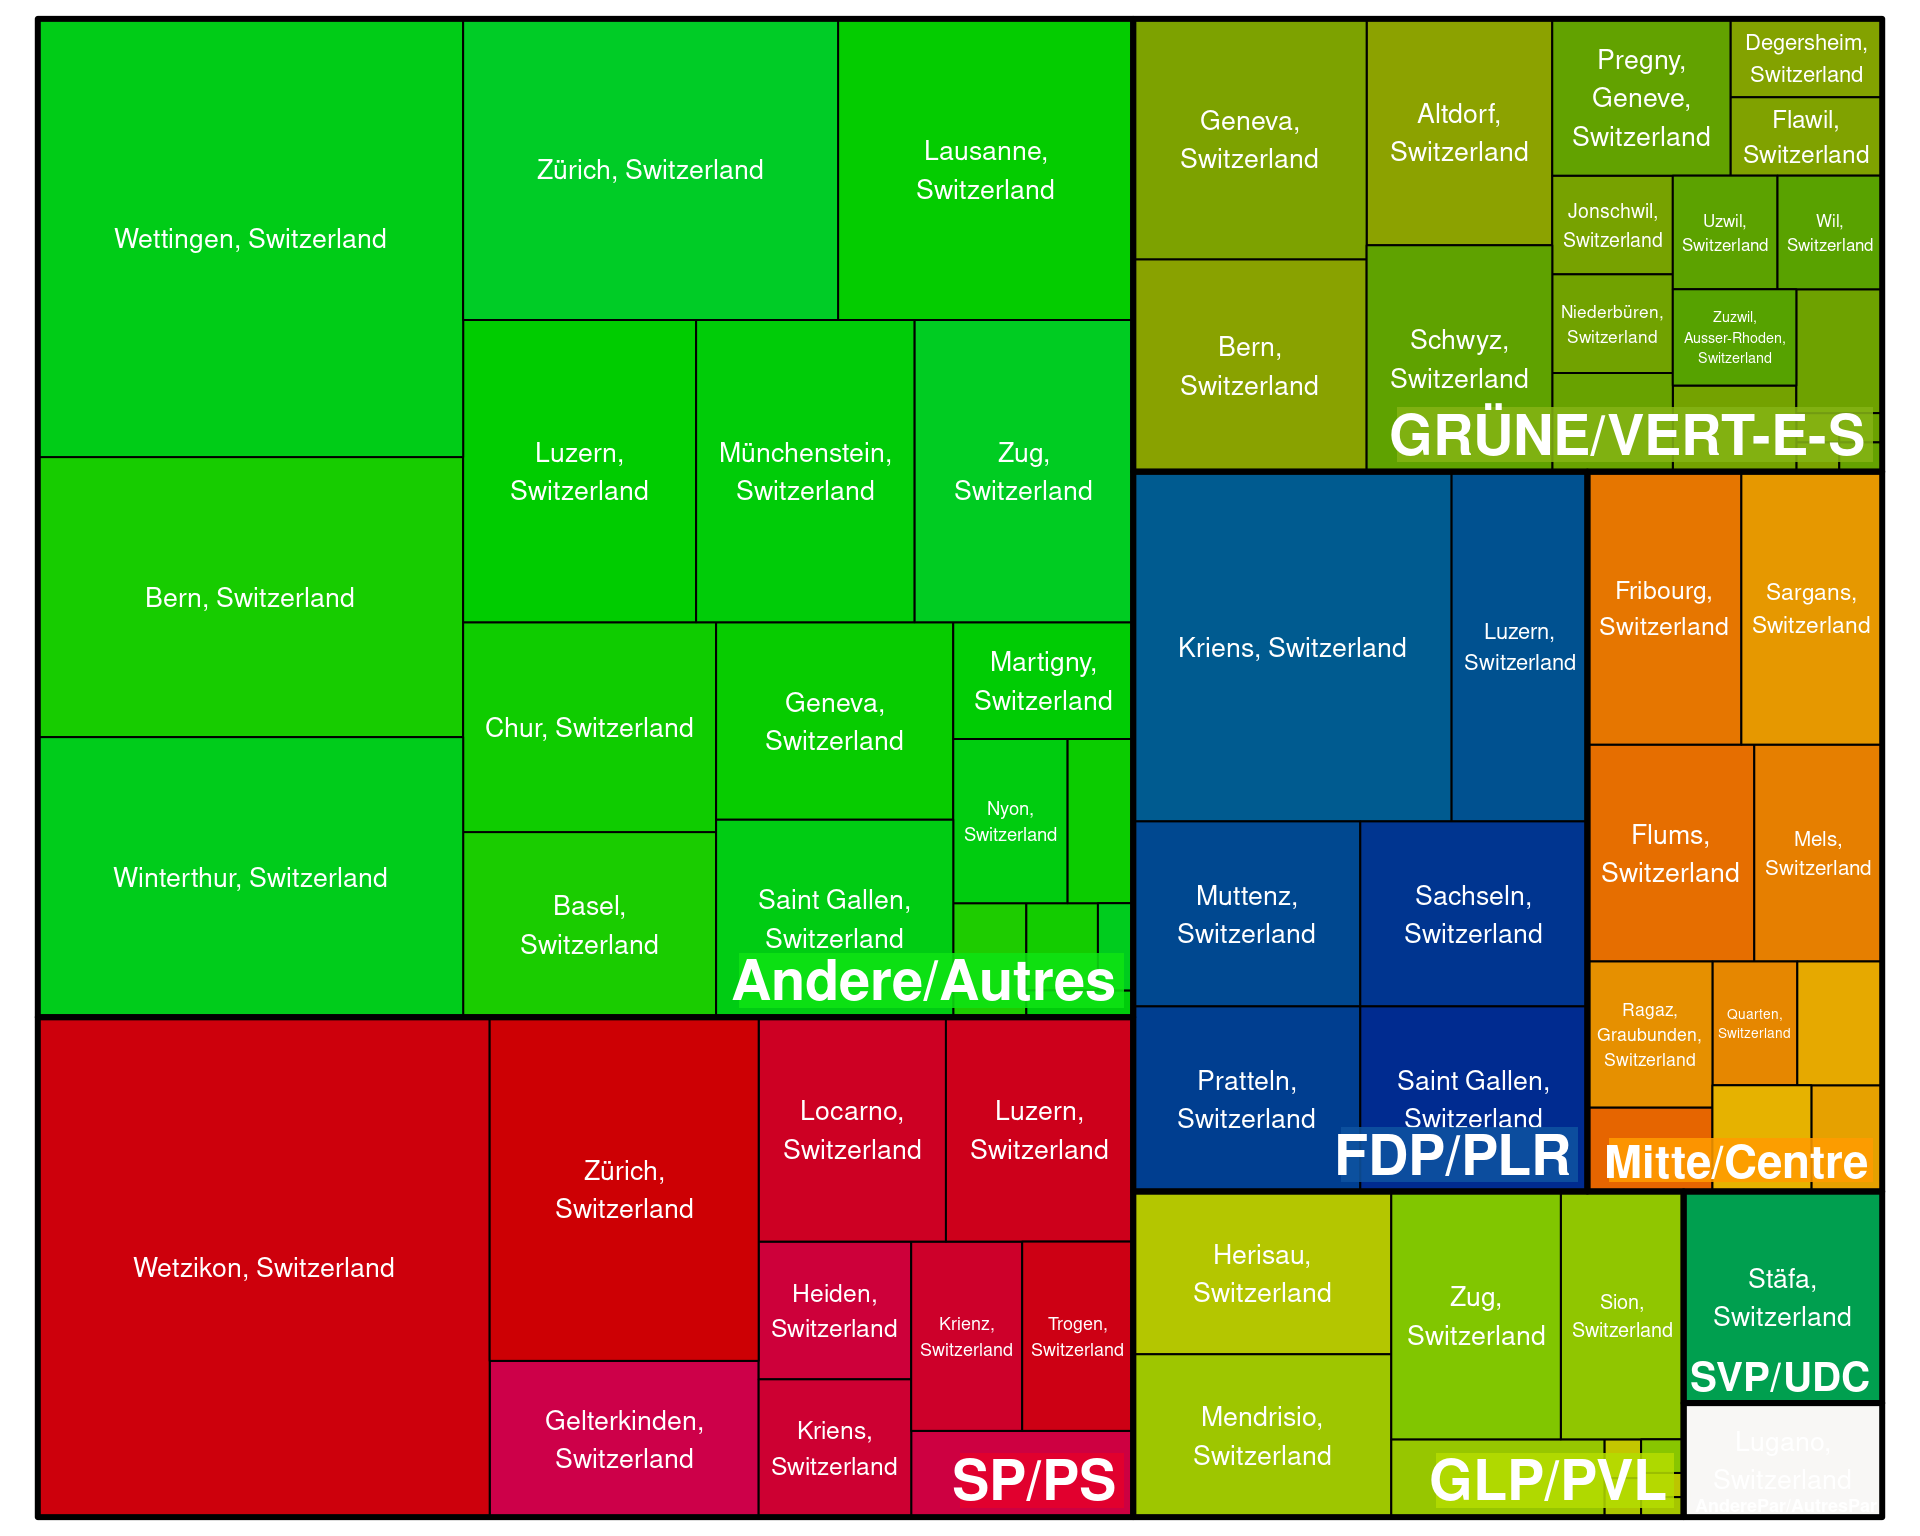 Wettingen, Switzerland
Bern, Switzerland
Winterthur, Switzerland
Zürich, Switzerland
Lausanne,
Switzerland
Luzern,
Switzerland
Münchenstein,
Switzerland
Zug,
Switzerland
Chur, Switzerland
Geneva,
Switzerland
Martigny,
Switzerland
Nyon,
Switzerland
Basel,
Switzerland
Saint Gallen,
Switzerland
Andere/Autres
Wetzikon, Switzerland
Zürich,
Switzerland
Gelterkinden,
Switzerland
Locarno,
Switzerland
Luzern,
Switzerland
Heiden,
Switzerland
Krienz,
Switzerland
Trogen,
Switzerland
Kriens,
Switzerland
SP/PS
Geneva,
Switzerland
Bern,
Switzerland
Altdorf,
Switzerland
Schwyz,
Switzerland
Pregny,
Geneve,
Switzerland
Degersheim,
Switzerland
Flawil,
Switzerland
Jonschwil,
Switzerland
Uzwil,
Switzerland
Wil,
Switzerland
Niederbüren,
Switzerland
Zuzwil,
Ausser-Rhoden,
Switzerland
GRÜNE/VERT-E-S
Kriens, Switzerland
Luzern,
Switzerland
Muttenz,
Switzerland
Sachseln,
Switzerland
Pratteln,
Switzerland
Saint Gallen,
Switzerland
FDP/PLR
Fribourg,
Switzerland
Sargans,
Switzerland
Flums,
Switzerland
Mels,
Switzerland
Ragaz,
Graubunden,
Switzerland
Quarten,
Switzerland
Mitte/Centre
Herisau,
Switzerland
Mendrisio,
Switzerland
Zug,
Switzerland
Sion,
Switzerland
GLP/PVL
Stäfa,
Switzerland
SVP/UDC
Lugano,
Switzerland
AnderePar/AutresPar